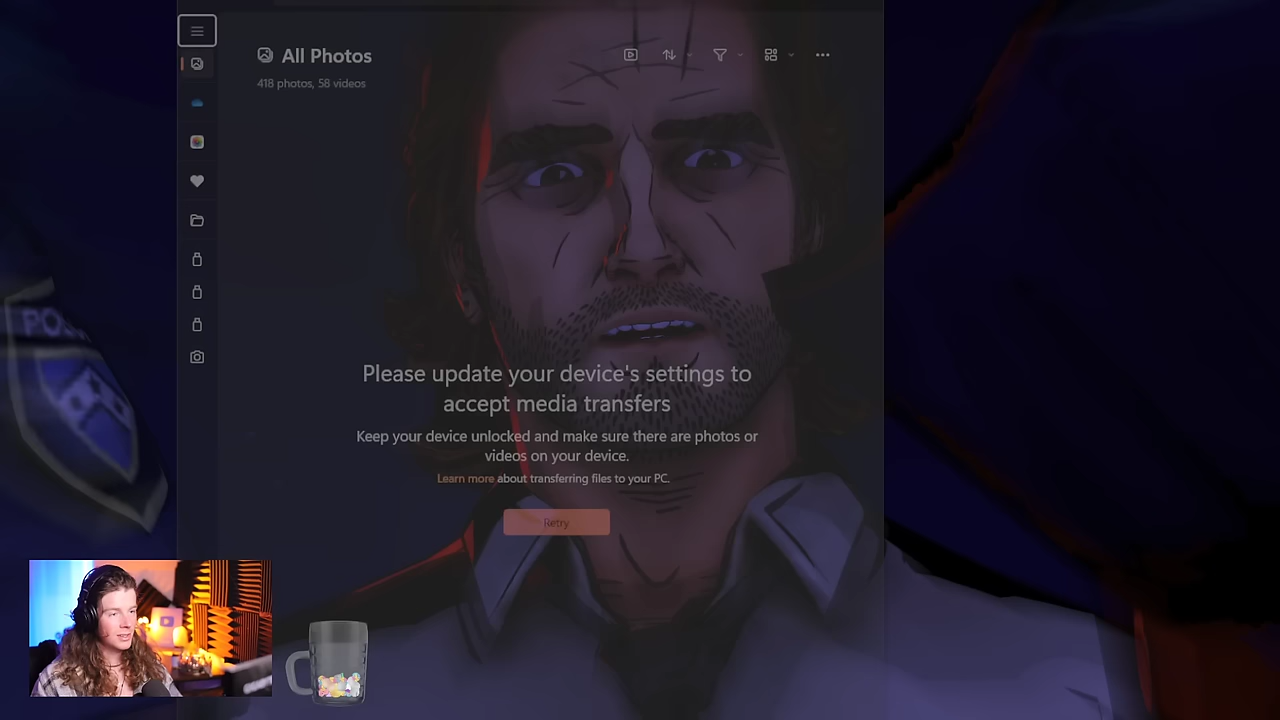 All Photos
418 photos, 58 videos
Please update your device's settings to
accept media transfers
Keep your device unlocked and make sure there are photos or
videos on your device.
Learn more about transferring files to your PC.
Retry